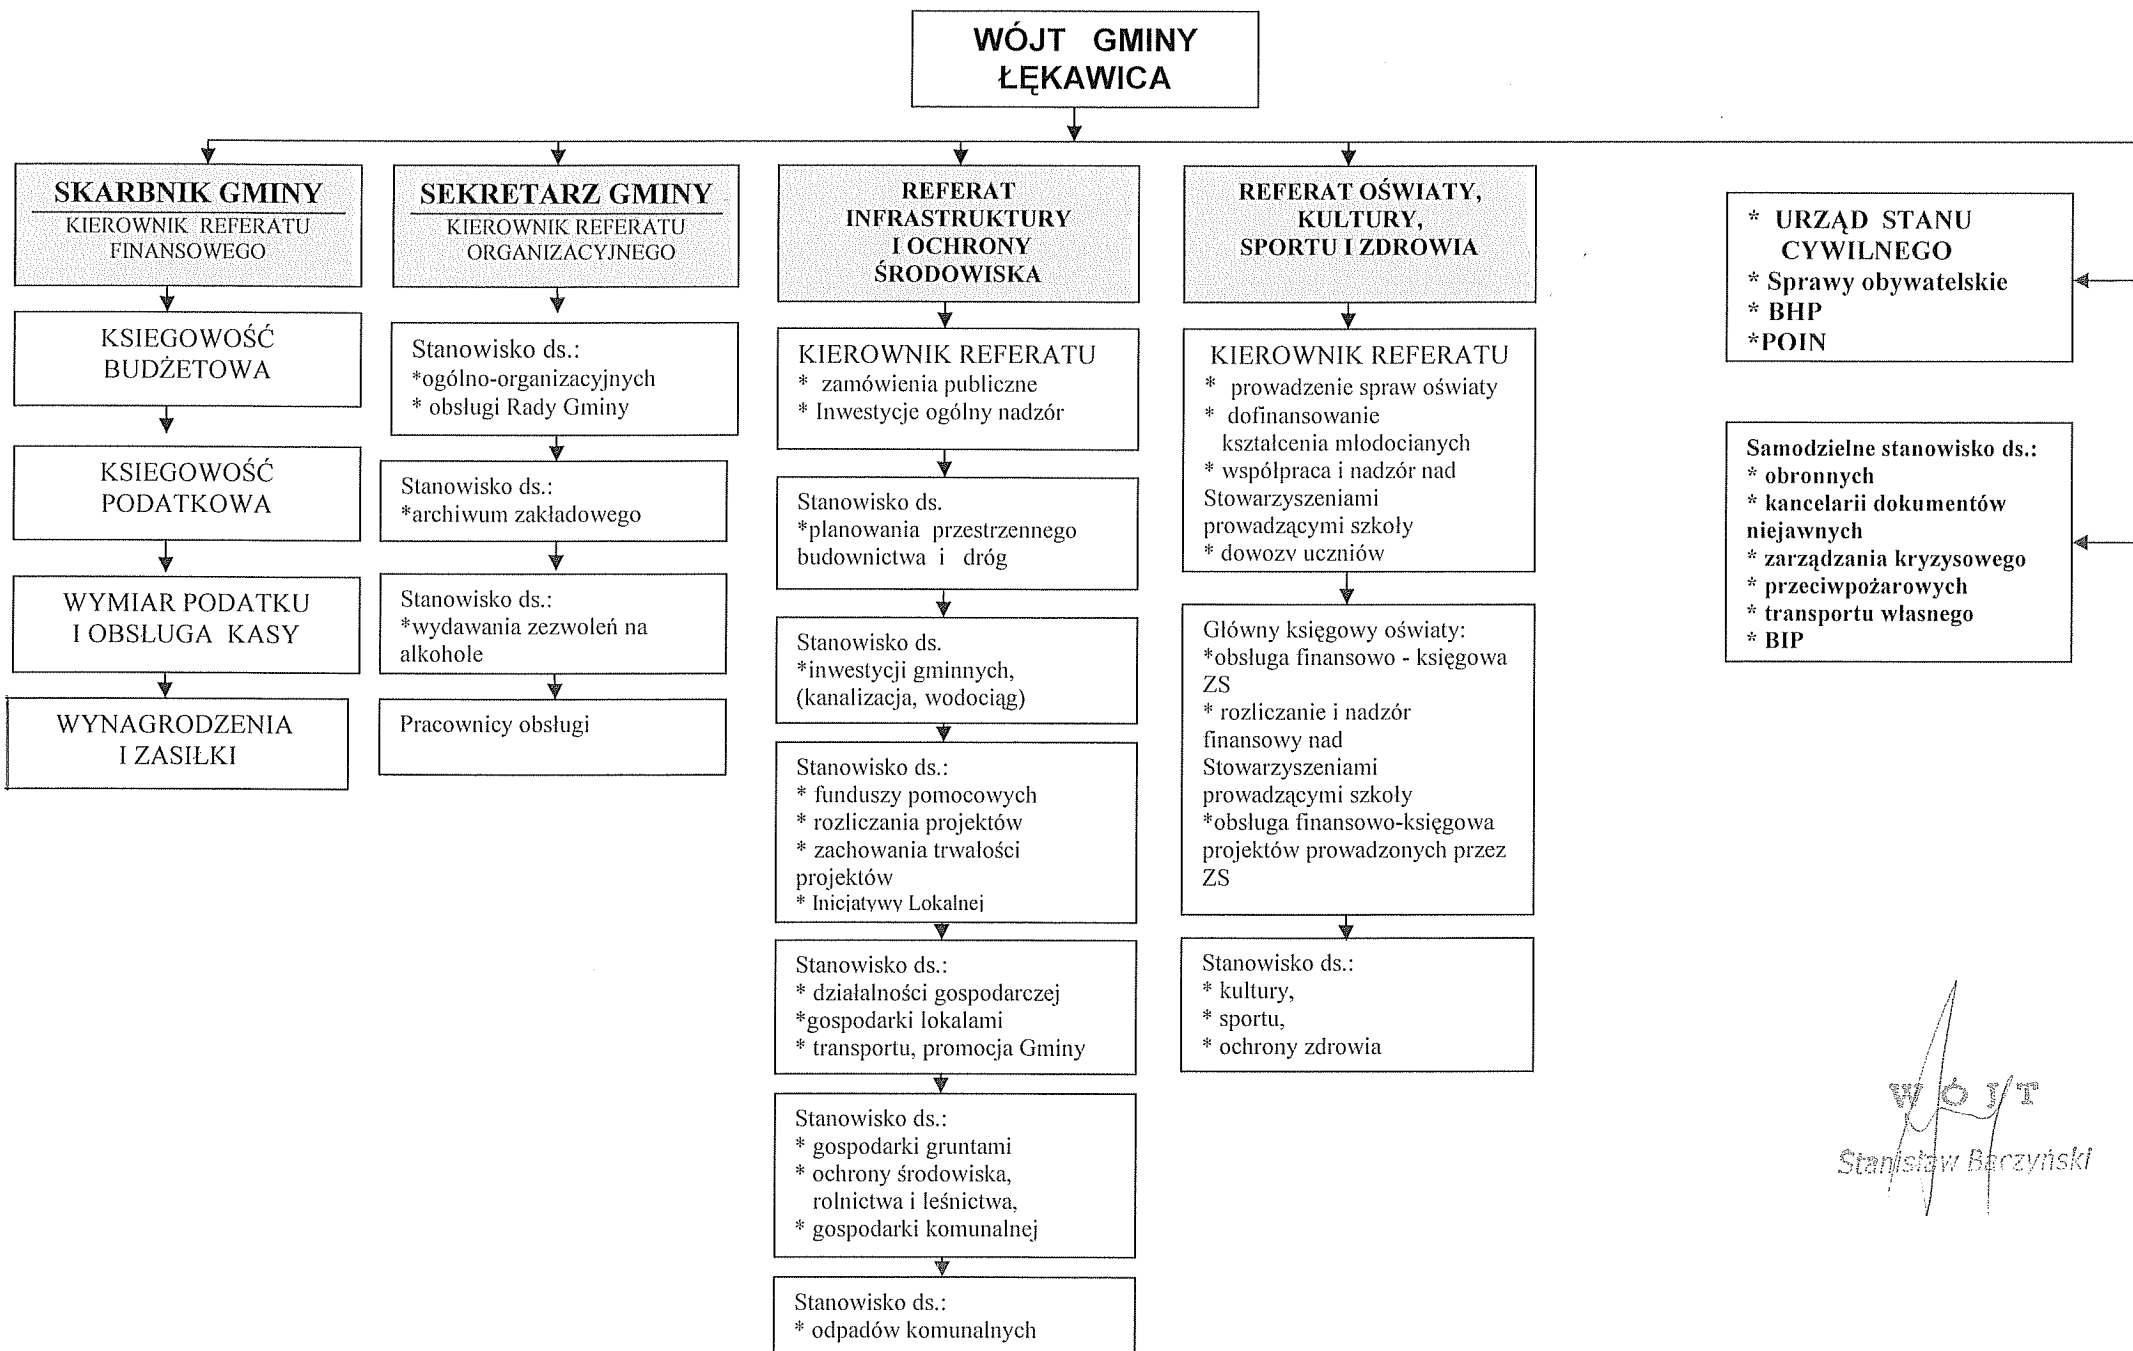 WÓJT GMINY
ŁĘKAWICA
SKARBNIK GMINY
KIEROWNIK REFERATU
FINANSOWEGO
KSIEGOWOŚĆ
BUDŻETOWA
KSIEGOWOŚĆ
PODATKOWA
WYMIAR PODATKU
I OBSŁUGA KASY
WYNAGRODZENIA
I ZASIŁKI
SEKRETARZ GMINY
KIEROWNIK REFERATU
ORGANIZACYJNEGO
Stanowisko ds.:
*ogólno-organizacyjnych
* obsługi Rady Gminy
Stanowisko ds.:
*archiwum zakładowego
Stanowisko ds.:
*wydawania zezwoleń na
alkohole
Pracownicy obsługi
REFERAT
INFRASTRUKTURY
I OCHRONY
ŚRODOWISKA
KIEROWNIK REFERATU
* zamówienia publiczne
* Inwestycje ogólny nadzór
Stanowisko ds.
*planowania przestrzennego
budownictwa i dróg
Stanowisko ds.
*inwestycji gminnych,
(kanalizacja, wodociąg)
Stanowisko ds.:
* funduszy pomocowych
* rozliczania projektów
* zachowania trwałości
projektów
* Inicjatywy Lokalnej
Stanowisko ds.:
* działalności gospodarczej
*gospodarki lokalami
* transportu, promocja Gminy
Stanowisko ds.:
* gospodarki gruntami
* ochrony środowiska,
rolnictwa i leśnictwa,
* gospodarki komunalnej
Stanowisko ds.:
* odpadów komunalnych
REFERAT OŚWIATY,
KULTURY,
SPORTU I ZDROWIA
KIEROWNIK REFERATU
* prowadzenie spraw oświaty
* dofinansowanie
kształcenia młodocianych
* współpraca i nadzór nad
Stowarzyszeniami
prowadzącymi szkoły
* dowozy uczniów
Główny księgowy oświaty:
*obsługa finansowo - księgowa
ZS
* rozliczanie i nadzór
finansowy nad
Stowarzyszeniami
prowadzącymi szkoły
*obsługa finansowo-księgowa
projektów prowadzonych przez
ZS
Stanowisko ds.:
* kultury,
* sportu,
* ochrony zdrowia
* URZĄD STANU
CYWILNEGO
* Sprawy obywatelskie
* BHP
*POIN
Samodzielne stanowisko ds.:
* obronnych
* kancelarii dokumentów
niejawnych
* zarządzania kryzysowego
* przeciwpożarowych
* transportu własnego
* BIP
WÓJT
Stanisław Baczyński